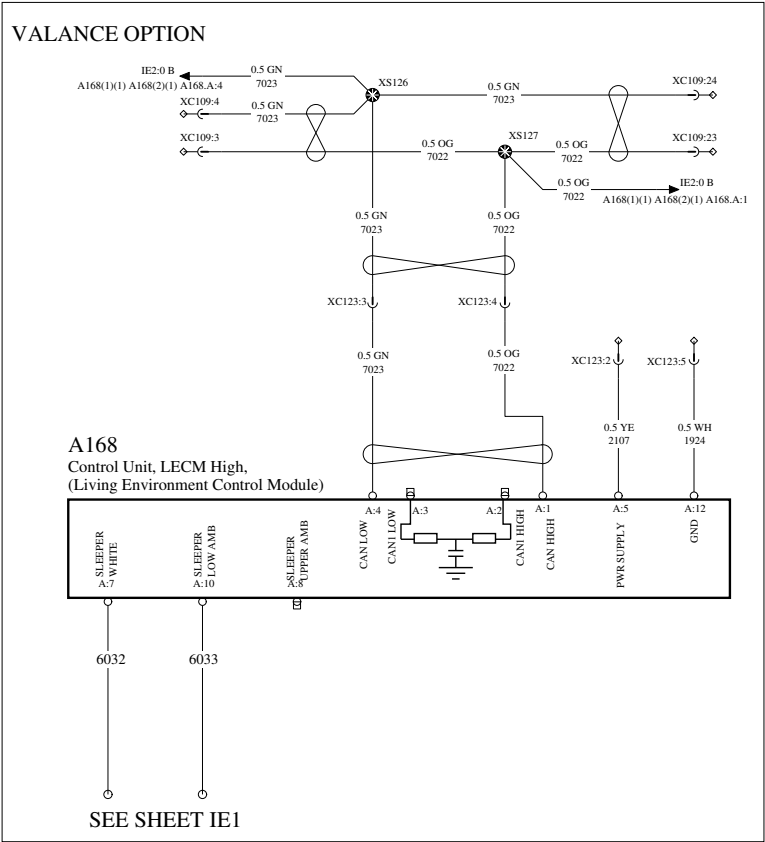 VALANCE OPTION
IE2:0 B
A168(1)(1) A168(2)(1) A168.A:4
0.5 GN
7023
XS126
0.5 GN
7023
XC109:24
XC109:4
0.5 GN
7023
XC109:3
0.5 OG
7022
XS127
0.5 OG
7022
XC109:23
0.5 OG
7022
IE2:0 B
A168(1)(1) A168(2)(1) A168.A:1
0.5 GN
7023
0.5 OG
7022
XC123:3
XC123:4
0.5 GN
7023
0.5 OG
7022
XC123:2
XC123:5
0.5 YE
2107
0.5 WH
1924
A168
Control Unit, LECM High,
(Living Environment Control Module)
A:4
A:3
A:2
A:1
A:5
A:12
CAN LOW
CAN1 LOW
CAN1 HIGH
CAN HIGH
PWR SUPPLY
GND
SLEEPER
WHITE
A:7
SLEEPER
LOW AMB
A:10
SLEEPER
UPPER AMB
A:8
6032
6033
SEE SHEET IE1